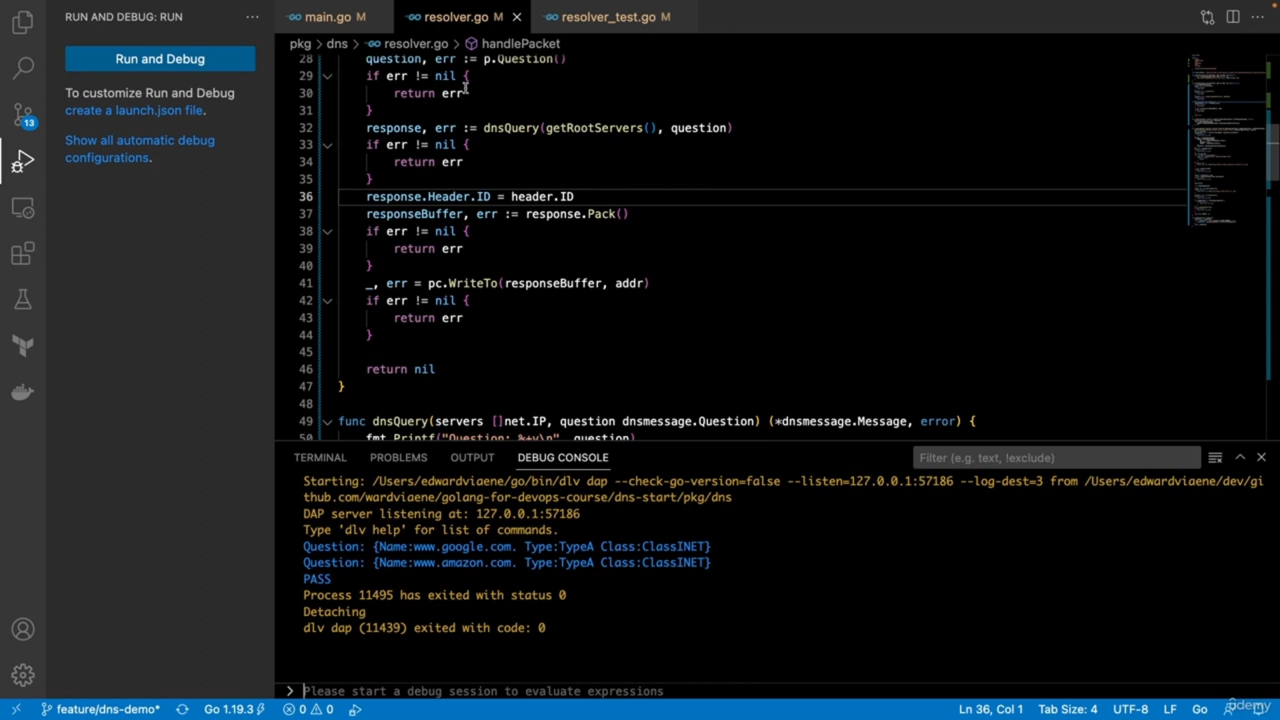 RUN AND DEBUG: RUN
Run and Debug
To customize Run and Debug
create a launch.json file.
Show all automatic debug
configurations.
13
main.go M
resolver.go M
resolver_test.go M
pkg > dns > resolver.go > handlePacket
28 question, err := p.Question()
29 if err != nil {
30 return err
31 }
32 response, err := dnsQuery(getRootServers(), question)
33 if err != nil {
34 return err
35 }
36 response.Header.ID = header.ID
37 responseBuffer, err := response.Pack()
38 if err != nil {
39 return err
40 }
41 _, err = pc.WriteTo(responseBuffer, addr)
42 if err != nil {
43 return err
44 }
45
46 return nil
47 }
48
49 func dnsQuery(servers []net.IP, question dnsmessage.Question) (*dnsmessage.Message, error) {
50 fmt.Printf("Question: %+v\n", question)
TERMINAL PROBLEMS OUTPUT DEBUG CONSOLE
Filter (e.g. text, !exclude)
Starting: /Users/edwardviaene/go/bin/dlv dap --check-go-version=false --listen=127.0.0.1:57186 --log-dest=3 from /Users/edwardviaene/dev/gi
thub.com/wardviaene/golang-for-devops-course/dns-start/pkg/dns
DAP server listening at: 127.0.0.1:57186
Type 'dlv help' for list of commands.
Question: {Name:www.google.com. Type:TypeA Class:ClassINET}
Question: {Name:www.amazon.com. Type:TypeA Class:ClassINET}
PASS
Process 11495 has exited with status 0
Detaching
dlv dap (11439) exited with code: 0
> Please start a debug session to evaluate expressions
feature/dns-demo* Go 1.19.3 0 0 Ln 36, Col 1 Tab Size: 4 UTF-8 LF Go
udemy